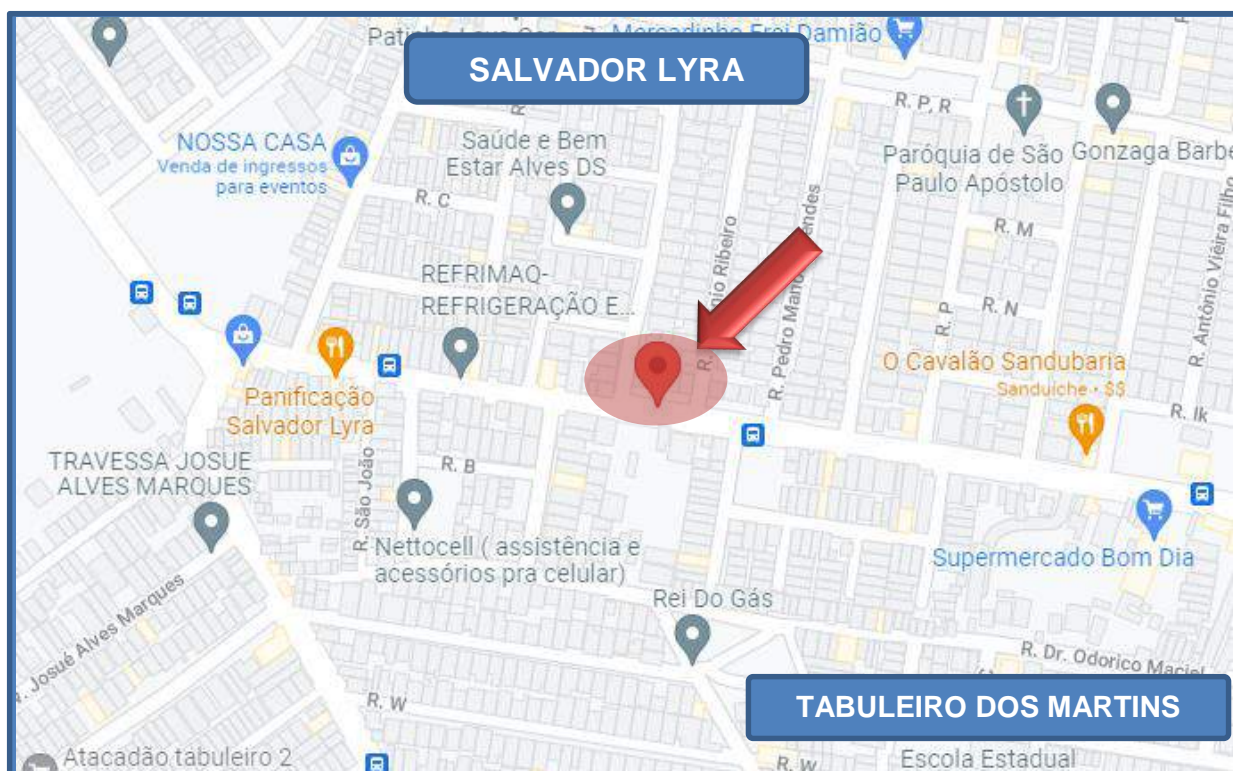 SALVADOR LYRA
Damião
R. P, R
NOSSA CASA
Venda de ingressos
para eventos
Saúde e Bem
Estar Alves DS
Paróquia de São
Paulo Apóstolo
Gonzaga Barbe
R. C
R. M
R. Antônio Vieira Filho
REFRIMAQ-
REFRIGERAÇÃO E...
nio Ribeiro
R. Pedro Mano
endes
R. P
R. N
O Cavalão Sandubaria
Sanduíche • $$
R. Ik
Panificação
Salvador Lyra
TRAVESSA JOSUE
ALVES MARQUES
R. São João
R. B
Nettocell ( assistência e
acessórios pra celular)
Supermercado Bom Dia
Rei Do Gás
R. Josué Alves Marques
R. Dr. Odorico Maciel
R. W
TABULEIRO DOS MARTINS
Atacadão tabuleiro 2
R. W
Escola Estadual